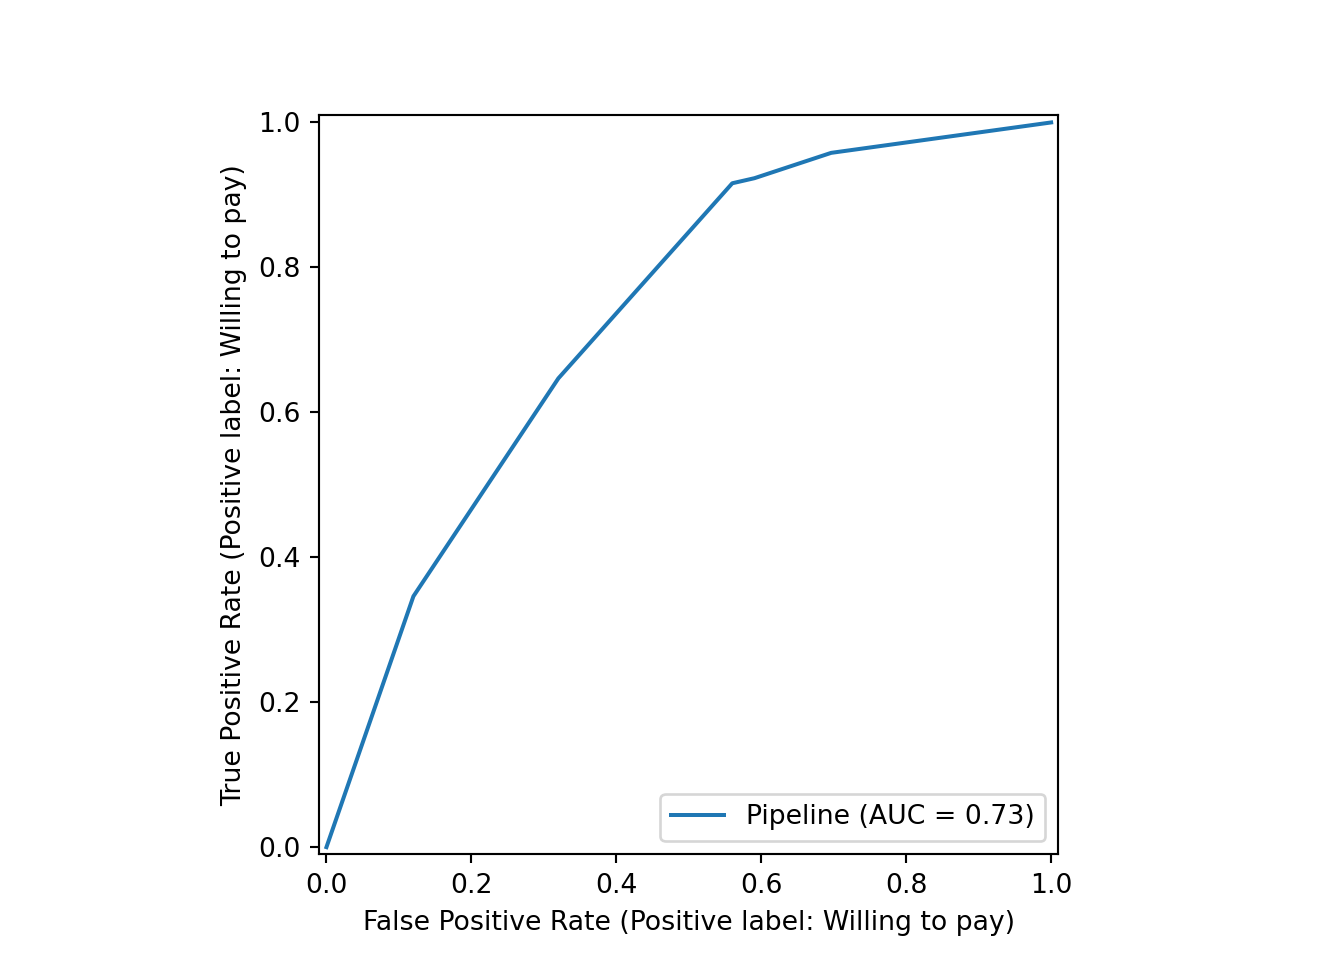 True Positive Rate (Positive label: Willing to pay)
1.0
0.8
0.6
0.4
0.2
0.0
Pipeline (AUC = 0.73)
0.0 0.2 0.4 0.6 0.8 1.0
False Positive Rate (Positive label: Willing to pay)